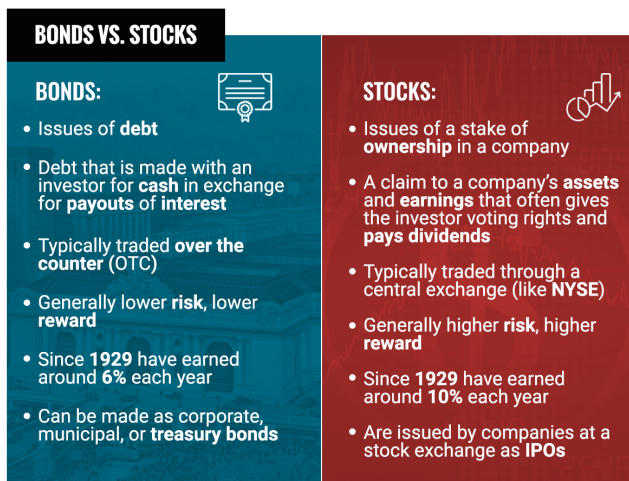 BONDS VS. STOCKS
BONDS:
• Issues of debt
• Debt that is made with an
investor for cash in exchange
for payouts of interest
• Typically traded over the
counter (OTC)
• Generally lower risk, lower
reward
• Since 1929 have earned
around 6% each year
• Can be made as corporate,
municipal, or treasury bonds
STOCKS:
• Issues of a stake of
ownership in a company
• A claim to a company's assets
and earnings that often gives
the investor voting rights and
pays dividends
• Typically traded through a
central exchange (like NYSE)
• Generally higher risk, higher
reward
• Since 1929 have earned
around 10% each year
• Are issued by companies at a
stock exchange as IPOs